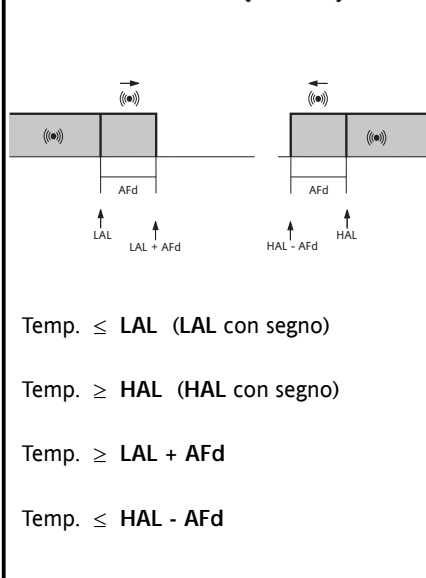 AFd
AFd
LAL
LAL + AFd
HAL - AFd
HAL
Temp. ≤ LAL (LAL con segno)
Temp. ≥ HAL (HAL con segno)
Temp. ≥ LAL + AFd
Temp. ≤ HAL - AFd